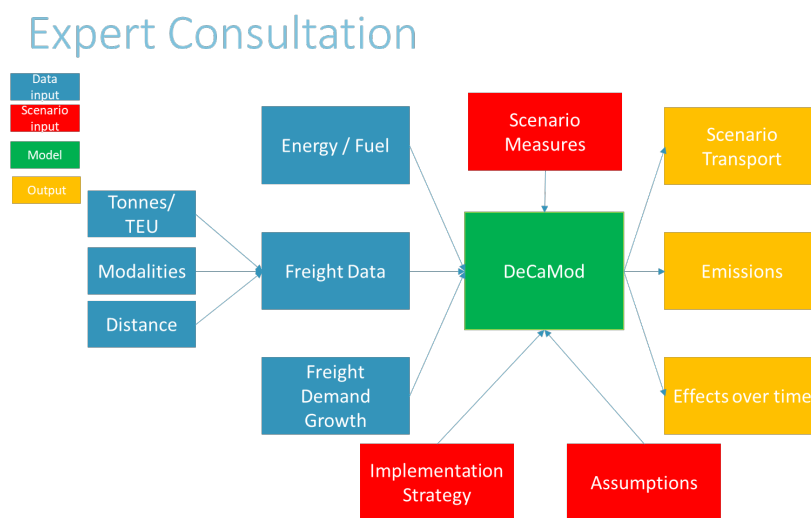 Expert Consultation
Data
input
Scenario
input
Model
Output
Tonnes/
TEU
Modalities
Distance
Energy / Fuel
Freight Data
Freight
Demand
Growth
Scenario
Measures
DeCaMod
Implementation
Strategy
Assumptions
Scenario
Transport
Emissions
Effects over time